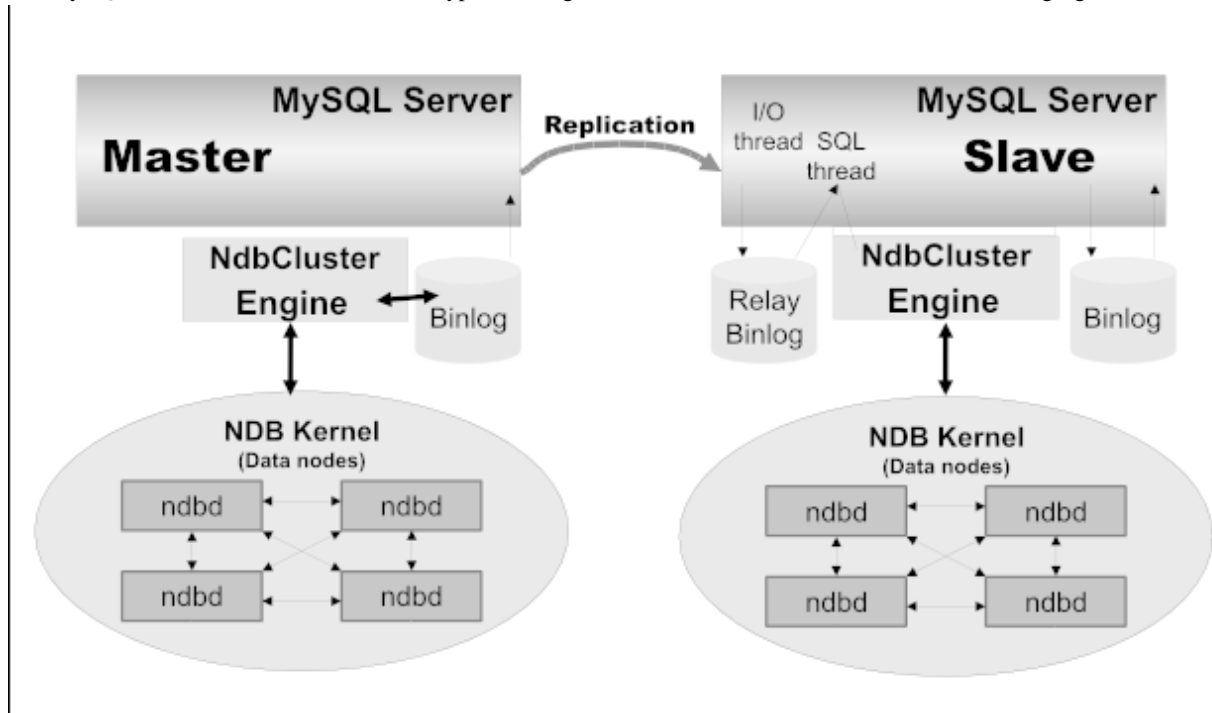 MySQL Server
Master
Replication
MySQL Server
I/O
thread
SQL
thread
Slave
NdbCluster
Engine
Binlog
Relay
Binlog
NdbCluster
Engine
Binlog
NDB Kernel
(Data nodes)
ndbd
ndbd
ndbd
ndbd
NDB Kernel
(Data nodes)
ndbd
ndbd
ndbd
ndbd